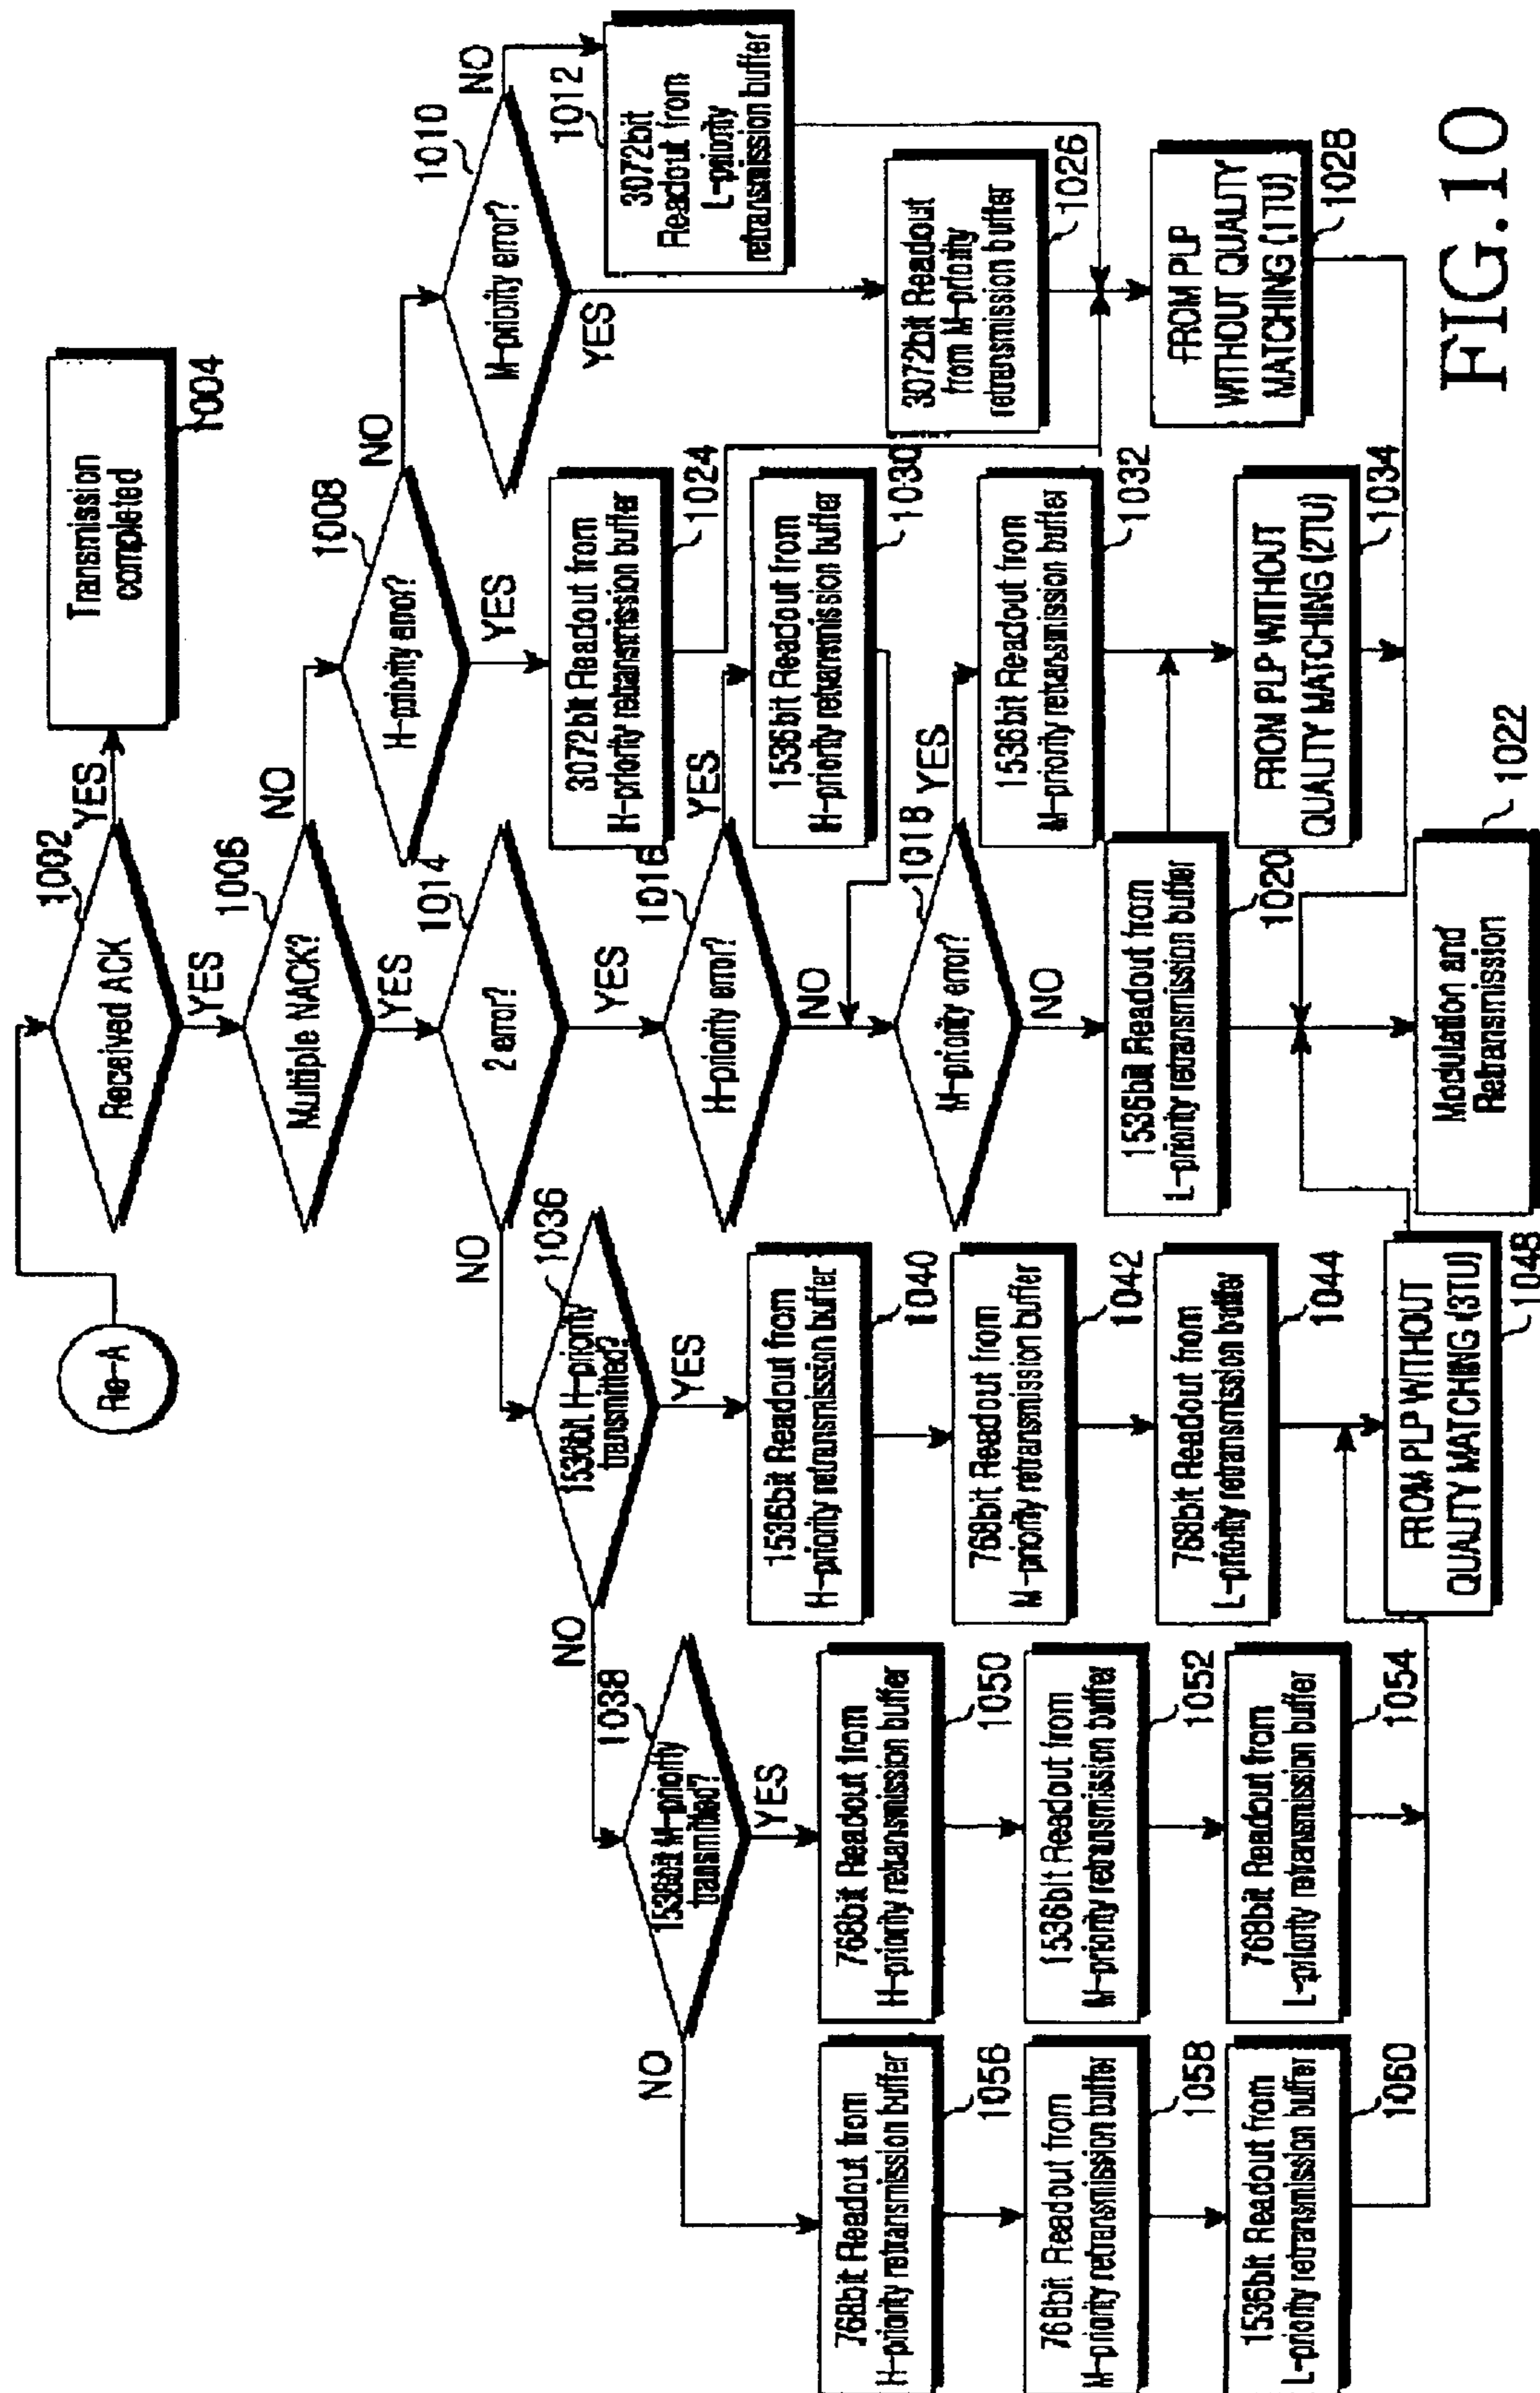 Re-A
Received ACK
1002
YES
Transmission
completed
1004
YES
Multiple NACK?
1006
NO
H-priority error?
1008
NO
M-priority error?
1010
NO
1012
3072bit
Readout from
L-priority
retransmission buffer
YES
2 error?
1014
YES
3072bit Readout from
H-priority retransmission buffer
1024
YES
3072bit Readout
from M-priority
retransmission buffer
1026
FROM PLP
WITHOUT QUALITY
MATCHING (1TU)
1028
YES
H-priority error?
1016
YES
1536bit Readout from
H-priority retransmission buffer
1030
NO
M-priority error?
1018
YES
1536bit Readout from
M-priority retransmission buffer
1032
NO
1536bit Readout from
L-priority retransmission buffer
1020
FROM PLP WITHOUT
QUALITY MATCHING (2TU)
1034
Modulation and
Retransmission
1022
NO
1536bit H-priority
transmitted?
1036
YES
1536bit Readout from
H-priority retransmission buffer
1040
768bit Readout from
M-priority retransmission buffer
1042
768bit Readout from
L-priority retransmission buffer
1044
FROM PLP WITHOUT
QUALITY MATCHING (3TU)
NO
1536bit M-priority
transmitted?
1038
YES
768bit Readout from
H-priority retransmission buffer
1050
1536bit Readout from
M-priority retransmission buffer
1052
768bit Readout from
L-priority retransmission buffer
1054
NO
768bit Readout from
H-priority retransmission buffer
1056
768bit Readout from
M-priority retransmission buffer
1058
1536bit Readout from
L-priority retransmission buffer
1060
FIG.10